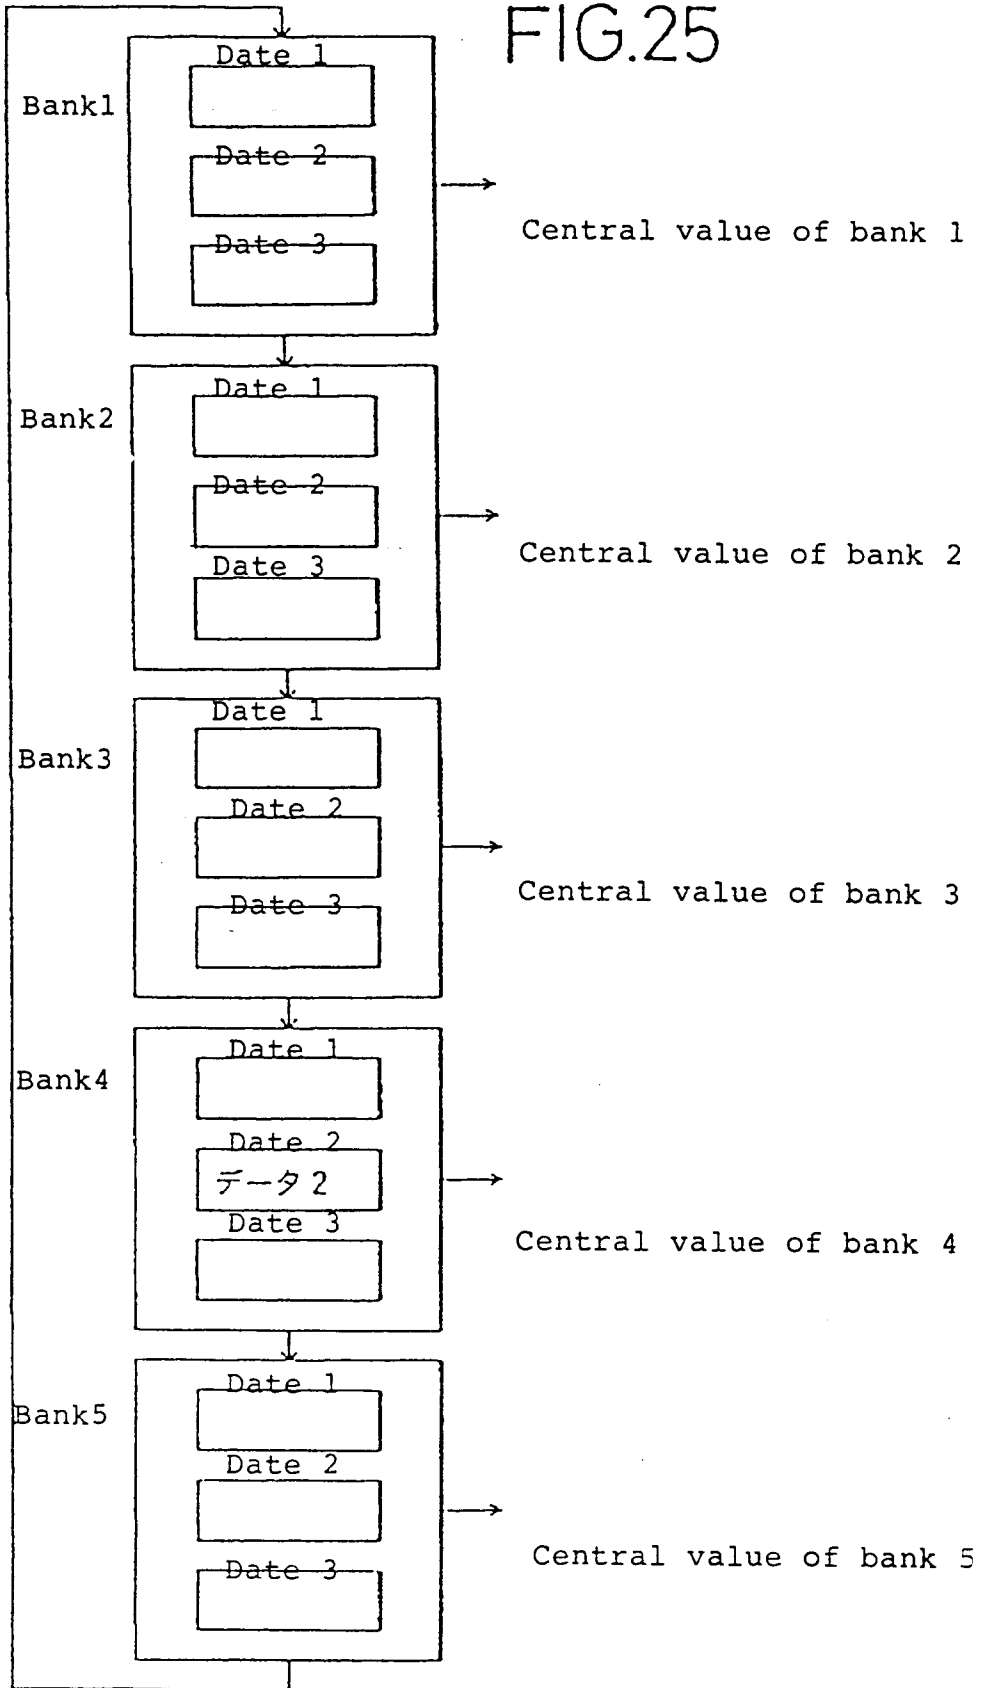 FIG.25
Bank1
Date 1
Date 2
Date 3
Central value of bank 1
Bank2
Date 1
Date 2
Date 3
Central value of bank 2
Bank3
Date 1
Date 2
Date 3
Central value of bank 3
Bank4
Date 1
Date 2
データ2
Date 3
Central value of bank 4
Bank5
Date 1
Date 2
Date 3
Central value of bank 5